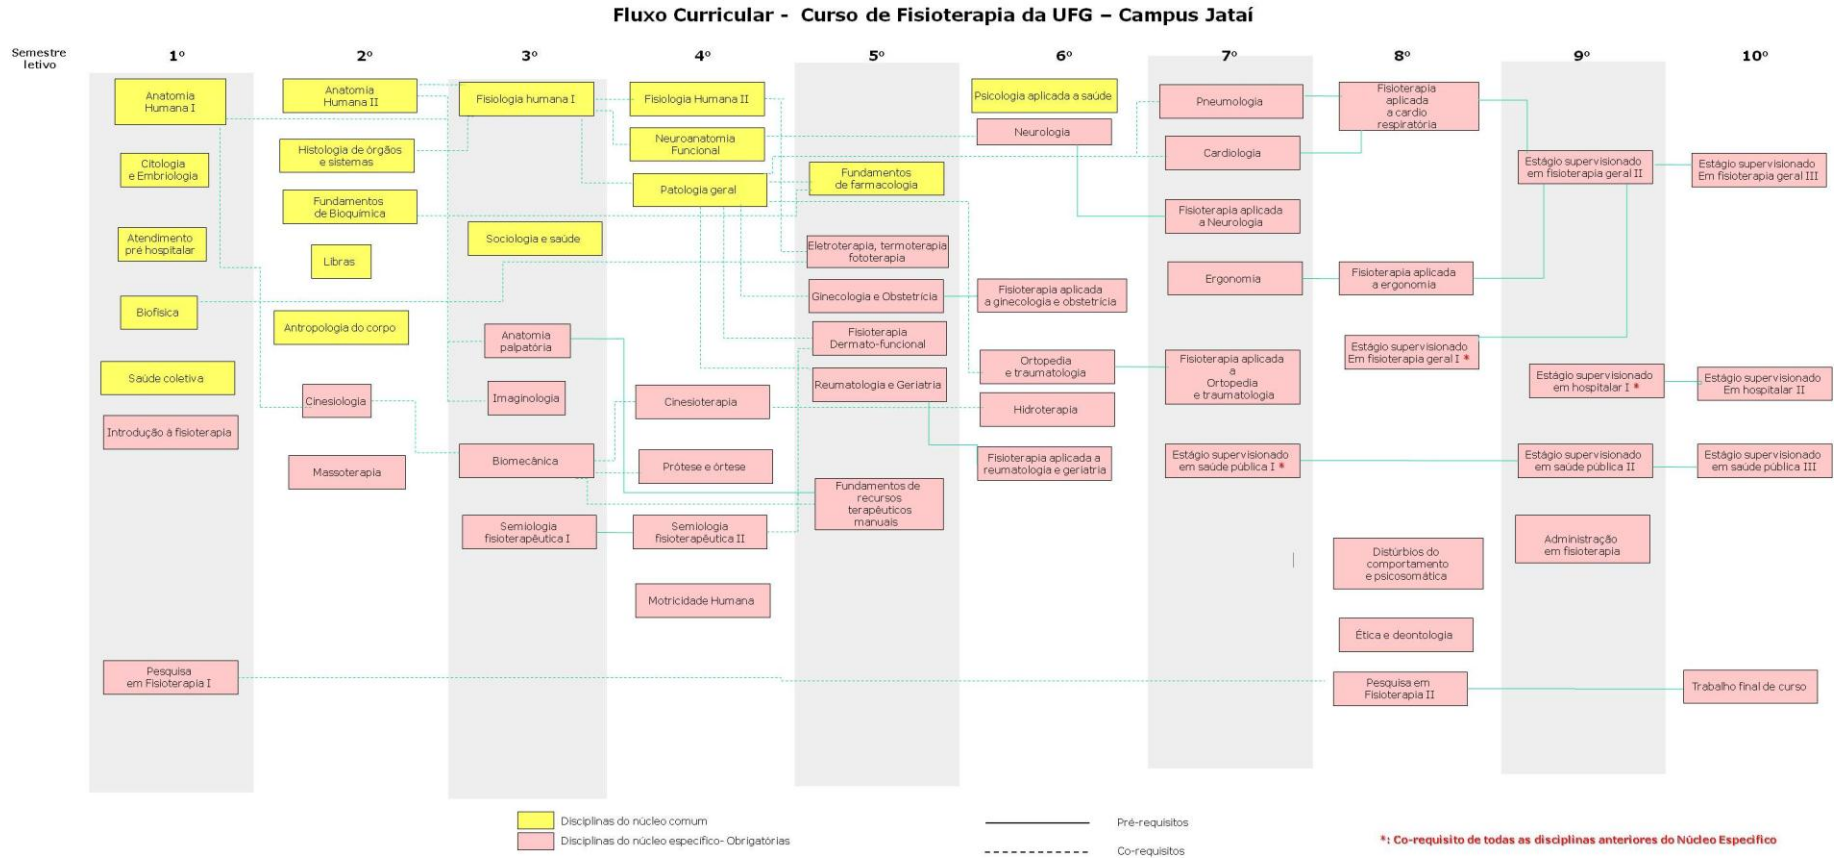 Fluxo Curricular - Curso de Fisioterapia da UFG – Campus Jataí
Semestre
letivo
1º
2º
3º
4º
5º
6º
7º
8º
9º
10º
Anatomia
Humana I
Citologia
e Embriologia
Atendimento
pré hospitalar
Biofísica
Saúde coletiva
Introdução à fisioterapia
Pesquisa
em Fisioterapia I
Anatomia
Humana II
Histologia de órgãos
e sistemas
Fundamentos
de Bioquímica
Libras
Antropologia do corpo
Cinesiologia
Massoterapia
Fisiologia humana I
Sociologia e saúde
Anatomia
palpatória
Imaginologia
Biomecânica
Semiologia
fisioterapêutica I
Fisiologia Humana II
Neuroanatomia
Funcional
Patologia geral
Cinesioterapia
Prótese e órtese
Semiologia
fisioterapêutica II
Motricidade Humana
Fundamentos
de farmacologia
Eletroterapia, termoterapia
fototerapia
Ginecologia e Obstetrícia
Fisioterapia
Dermato-funcional
Reumatologia e Geriatria
Fundamentos de
recursos
terapêuticos
manuais
Psicologia aplicada a saúde
Neurologia
Fisioterapia aplicada
a ginecologia e obstetrícia
Ortopedia
e traumatologia
Hidroterapia
Fisioterapia aplicada a
reumatologia e geriatria
Pneumologia
Cardiologia
Fisioterapia aplicada
a Neurologia
Ergonomia
Fisioterapia aplicada
a
Ortopedia
e traumatologia
Estágio supervisionado
em saúde pública I *
Fisioterapia
aplicada
a cardio
respiratória
Fisioterapia aplicada
a ergonomia
Estágio supervisionado
Em fisioterapia geral I *
Distúrbios do
comportamento
e psicosomática
Ética e deontologia
Pesquisa em
Fisioterapia II
Estágio supervisionado
em fisioterapia geral II
Estágio supervisionado
em hospitalar I *
Estágio supervisionado
em saúde pública II
Administração
em fisioterapia
Estágio supervisionado
Em fisioterapia geral III
Estágio supervisionado
Em hospitalar II
Estágio supervisionado
em saúde pública III
Trabalho final de curso
Disciplinas do núcleo comum
Disciplinas do núcleo específico- Obrigatórias
Pré-requisitos
Co-requisitos
*: Co-requisito de todas as disciplinas anteriores do Núcleo Específico